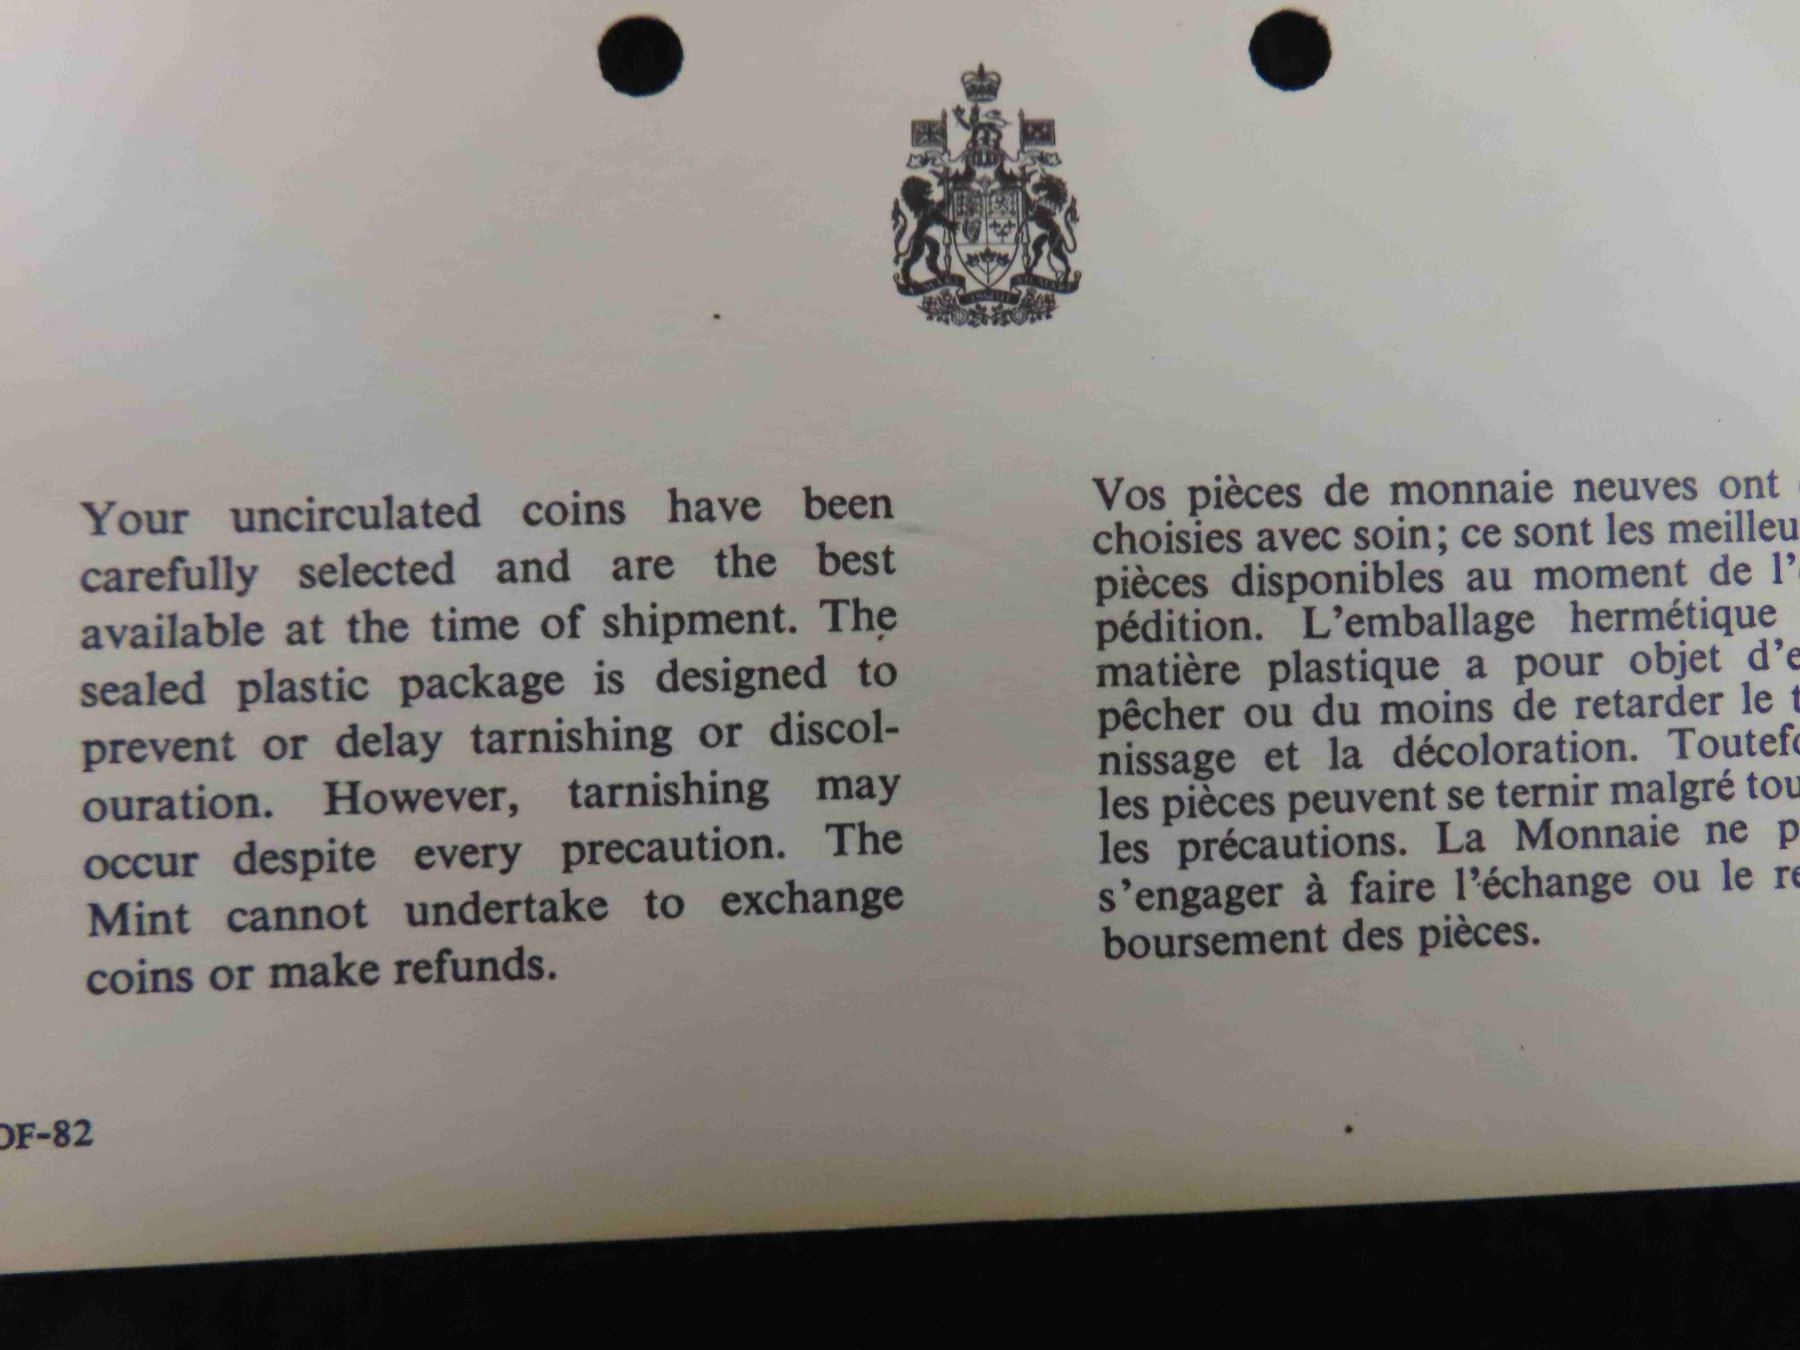 Your uncirculated coins have been
carefully selected and are the best
available at the time of shipment. The
sealed plastic package is designed to
prevent or delay tarnishing or discol-
ouration. However, tarnishing may
occur despite every precaution. The
Mint cannot undertake to exchange
coins or make refunds.
Vos pièces de monnaie neuves ont
choisies avec soin; ce sont les meilleu
pièces disponibles au moment de l'
pédition. L'emballage hermétique
matière plastique a pour objet d'e
pêcher ou du moins de retarder le t
nissage et la décoloration. Toutefo
les pièces peuvent se ternir malgré tou
les précautions. La Monnaie ne p
s'engager à faire l'échange ou le re
boursement des pièces.
OF-82